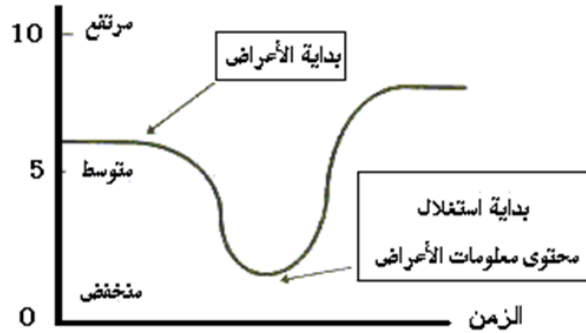 10
مرتفع
بداية الأعراض
5
متوسط
بداية استغلال
محتوى معلومات الأعراض
منخفض
0
الزمن